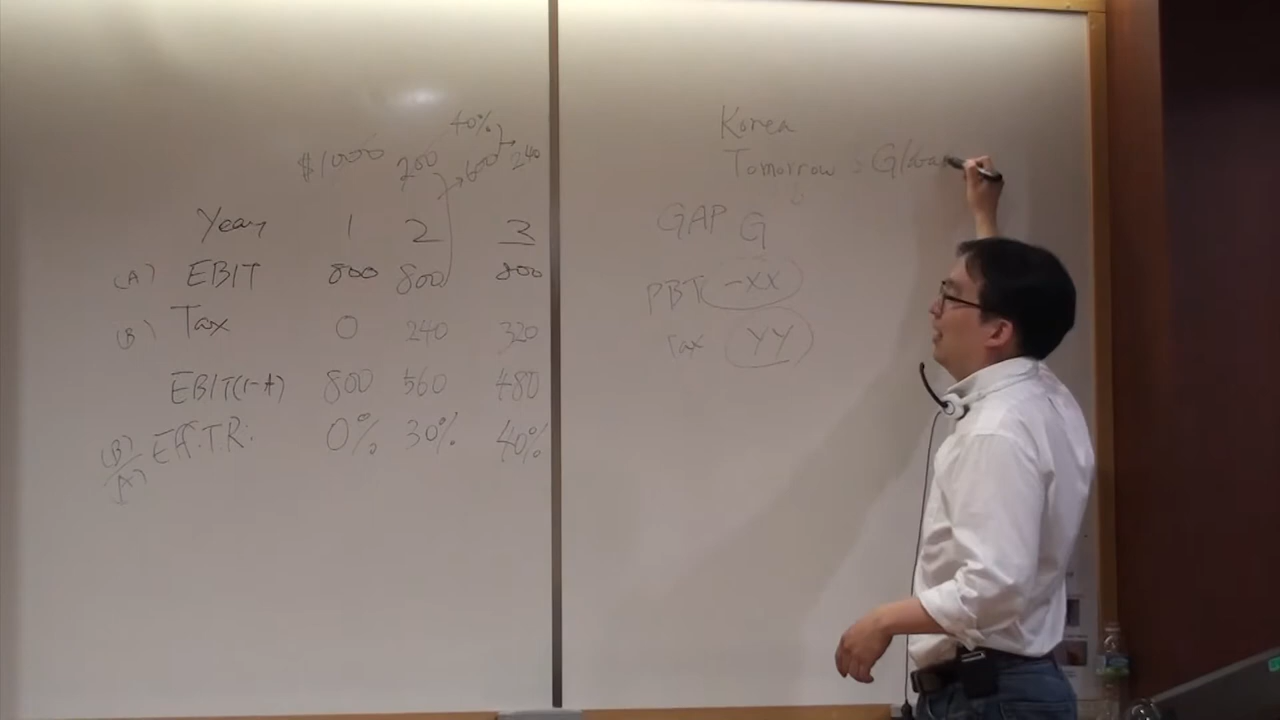 40%
$1000 200 600 240
Year 1 2 3
(A) EBIT 800 800 800
(B) Tax 0 240 320
EBIT(1-t) 800 560 480
(B)/(A) Eff.T.R: 0% 30% 40%
Korea
Tomorrow & Global
GAP G
PBT -XX
Tax YY